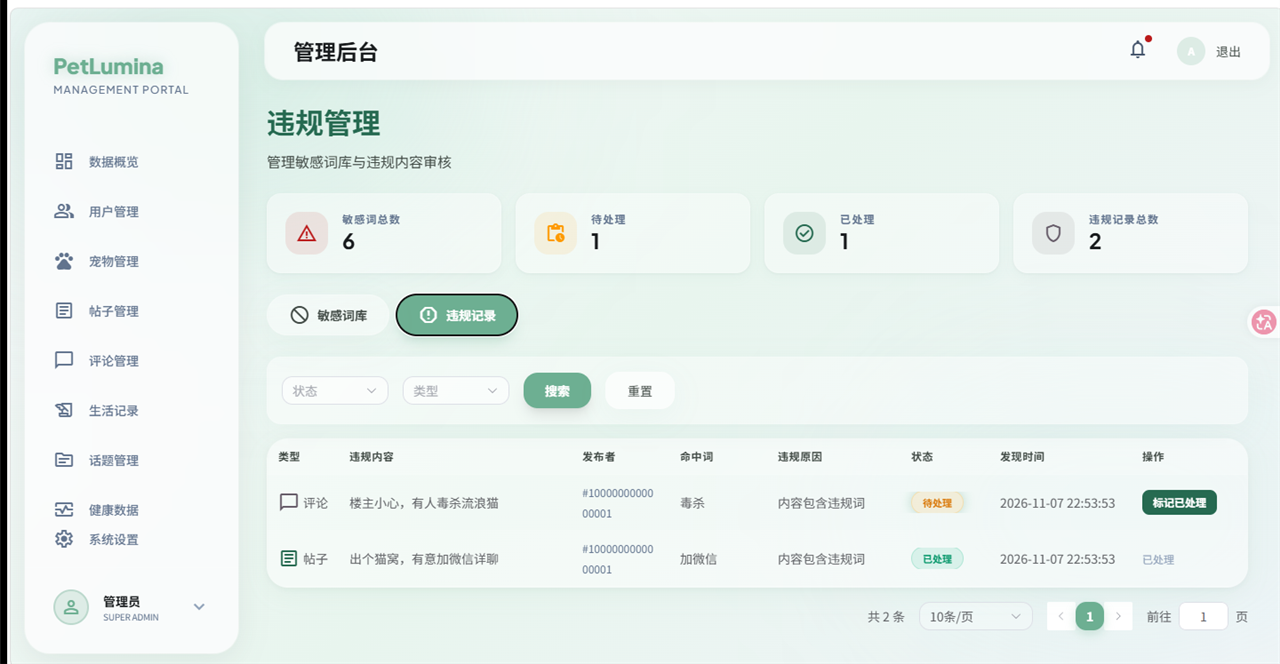 PetLumina
MANAGEMENT PORTAL
数据概览
用户管理
宠物管理
帖子管理
评论管理
生活记录
话题管理
健康数据
系统设置
管理员
SUPER ADMIN
管理后台
A
退出
违规管理
管理敏感词库与违规内容审核
敏感词总数
6
待处理
1
已处理
1
违规记录总数
2
敏感词库
违规记录
状态
类型
搜索
重置
类型 违规内容 发布者 命中词 违规原因 状态 发现时间 操作
评论 楼主小心，有人毒杀流浪猫 #10000000000 毒杀 内容包含违规词 待处理 2026-11-07 22:53:53 标记已处理
00001
帖子 出个猫窝，有意加微信详聊 #10000000000 加微信 内容包含违规词 已处理 2026-11-07 22:53:53 已处理
00001
共 2 条 10条/页 1 前往 1 页